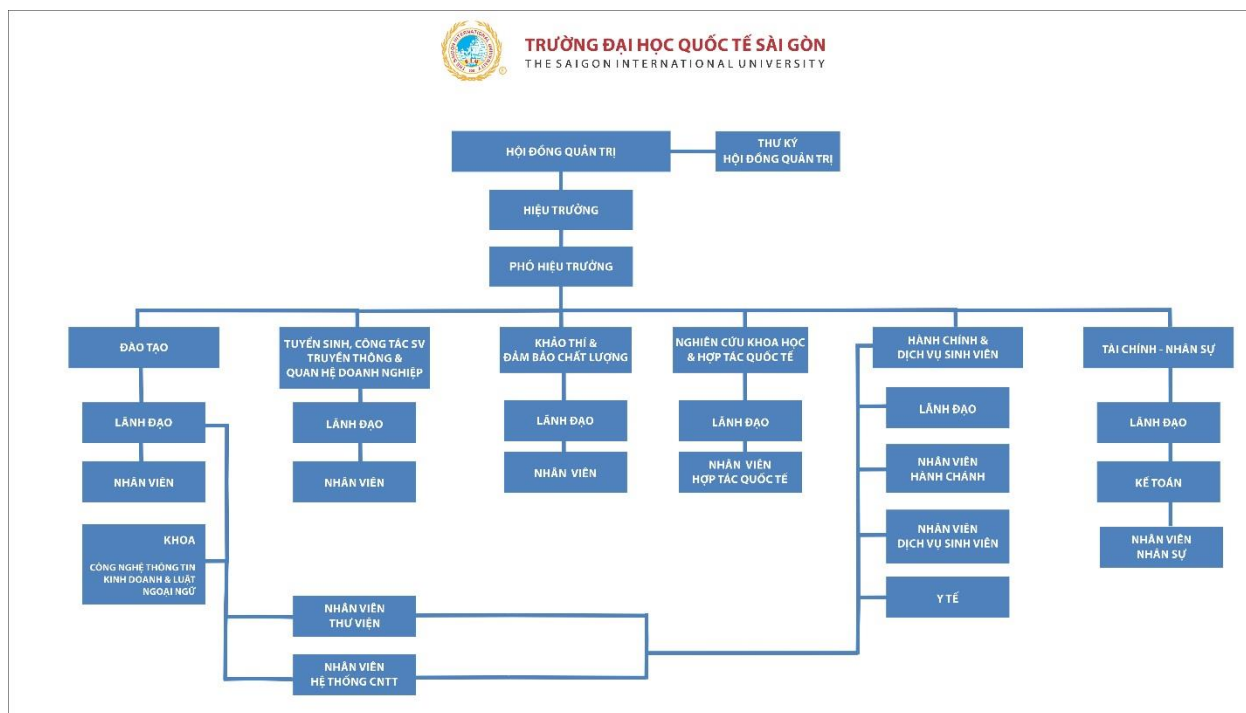 TRƯỜNG ĐẠI HỌC QUỐC TẾ SÀI GÒN
THE SAIGON INTERNATIONAL UNIVERSITY
HỘI ĐỒNG QUẢN TRỊ
THƯ KÝ
HỘI ĐỒNG QUẢN TRỊ
HIỆU TRƯỞNG
PHÓ HIỆU TRƯỞNG
ĐÀO TẠO
TUYỂN SINH, CÔNG TÁC SV
TRUYỀN THÔNG &
QUAN HỆ DOANH NGHIỆP
KHẢO THÍ &
ĐẢM BẢO CHẤT LƯỢNG
NGHIÊN CỨU KHOA HỌC
& HỢP TÁC QUỐC TẾ
HÀNH CHÍNH &
DỊCH VỤ SINH VIÊN
TÀI CHÍNH - NHÂN SỰ
LÃNH ĐẠO
LÃNH ĐẠO
LÃNH ĐẠO
LÃNH ĐẠO
LÃNH ĐẠO
LÃNH ĐẠO
NHÂN VIÊN
NHÂN VIÊN
NHÂN VIÊN
NHÂN VIÊN
HỢP TÁC QUỐC TẾ
NHÂN VIÊN
HÀNH CHÁNH
KẾ TOÁN
KHOA
CÔNG NGHỆ THÔNG TIN
KINH DOANH & LUẬT
NGOẠI NGỮ
NHÂN VIÊN
DỊCH VỤ SINH VIÊN
NHÂN VIÊN
NHÂN SỰ
NHÂN VIÊN
THƯ VIỆN
Y TẾ
NHÂN VIÊN
HỆ THỐNG CNTT